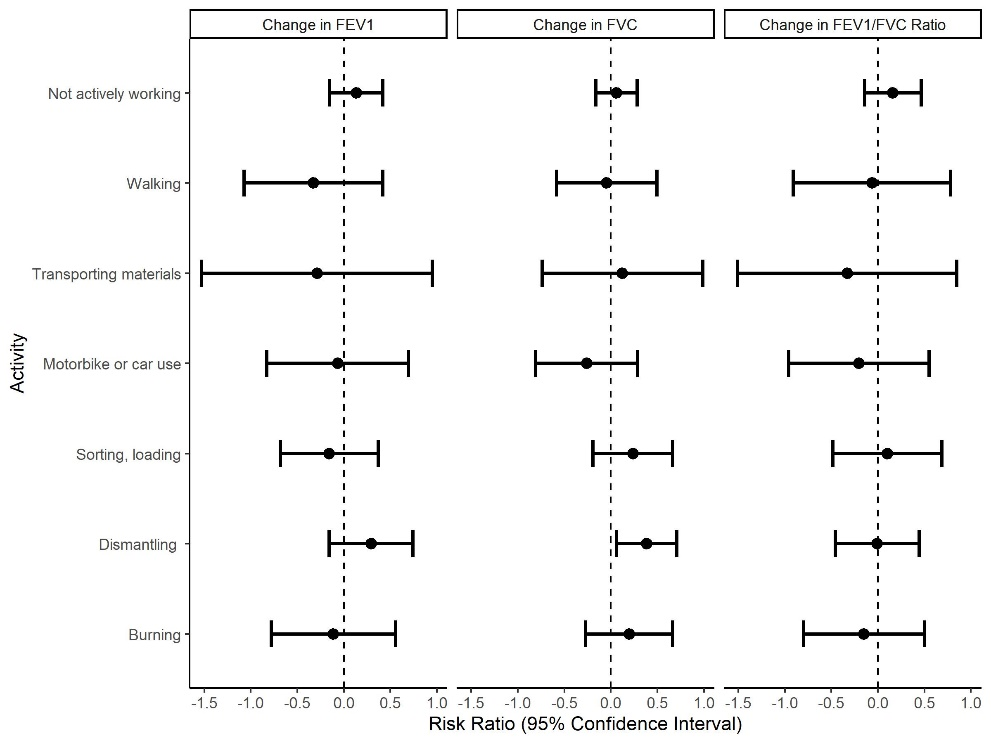 Change in FEV1
Change in FVC
Change in FEV1/FVC Ratio
Activity
Not actively working
Walking
Transporting materials
Motorbike or car use
Sorting, loading
Dismantling
Burning
-1.5 -1.0 -0.5 0.0 0.5 1.0
-1.5 -1.0 -0.5 0.0 0.5 1.0
-1.5 -1.0 -0.5 0.0 0.5 1.0
Risk Ratio (95% Confidence Interval)